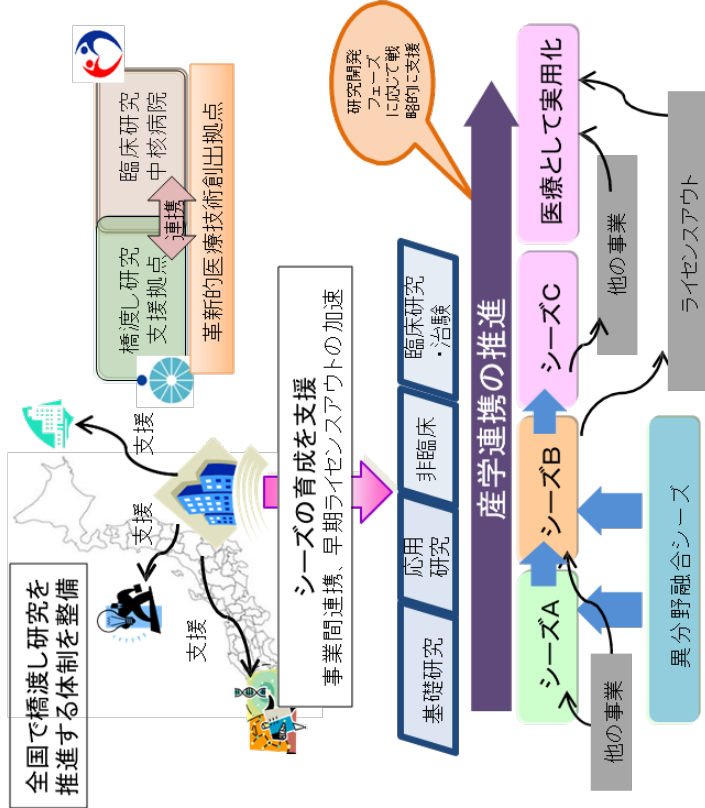 全国で橋渡し研究を
推進する体制を整備
支援
支援
支援
橋渡し研究
支援拠点
連携
臨床研究
中核病院
革新的医療技術創出拠点
シーズの育成を支援
事業間連携、早期ライセンスアウトの加速
基礎研究
応用
研究
非臨床
臨床研究
・治験
研究開発
フェーズ
に応じて戦
略的に支援
産学連携の推進
シーズA
シーズB
シーズC
医療として実用化
他の事業
他の事業
異分野融合シーズ
ライセンスアウト